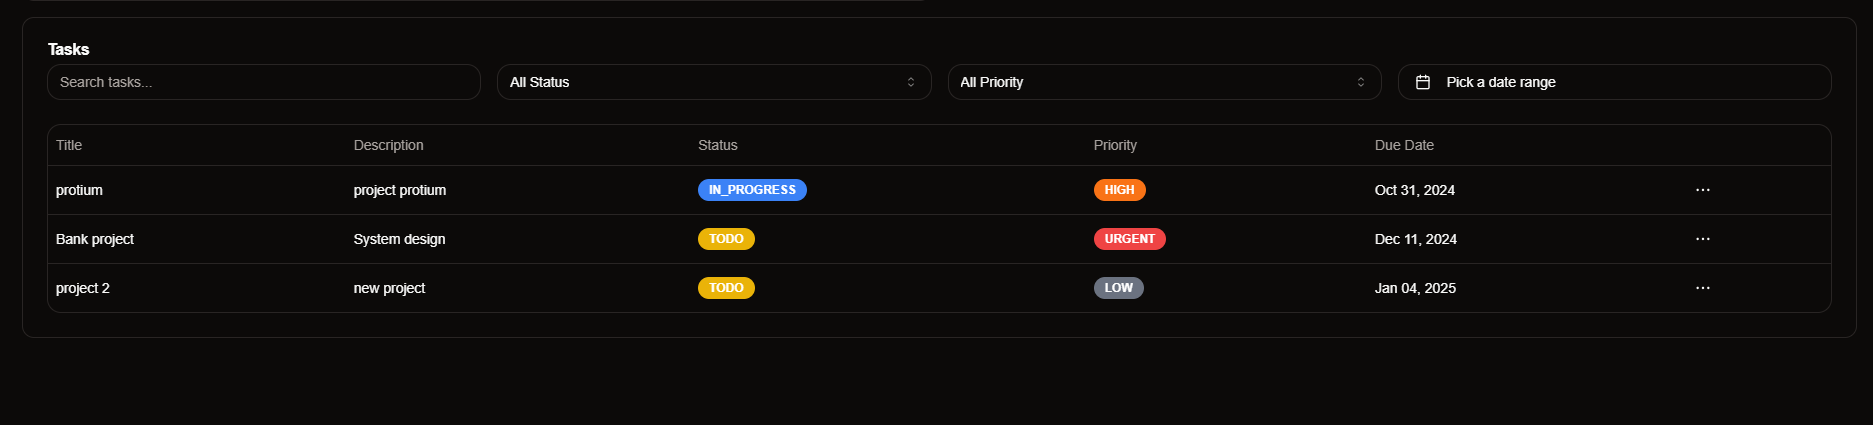 Tasks
Search tasks... All Status All Priority Pick a date range
Title Description Status Priority Due Date
protium project protium IN_PROGRESS HIGH Oct 31, 2024 ...
Bank project System design TODO URGENT Dec 11, 2024 ...
project 2 new project TODO LOW Jan 04, 2025 ...